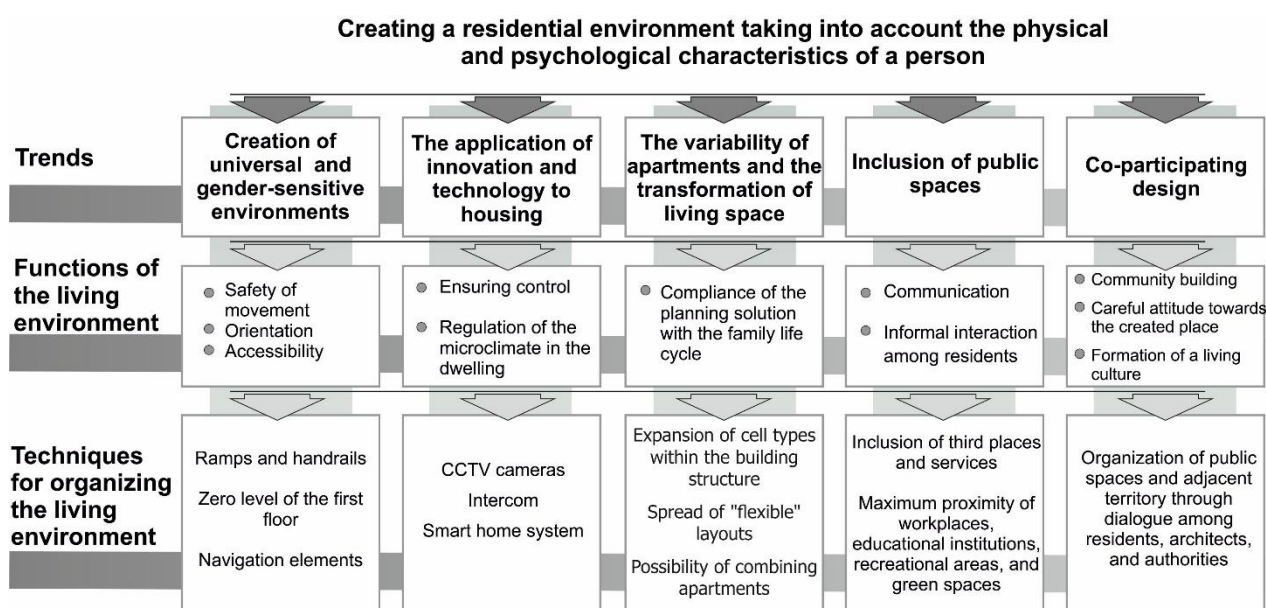 Creating a residential environment taking into account the physical
and psychological characteristics of a person
Trends
Creation of
universal and
gender-sensitive
environments
The application of
innovation and
technology to
housing
The variability of
apartments and the
transformation of
living space
Inclusion of public
spaces
Co-participating
design
Functions of
the living
environment
Safety of
movement
Orientation
Accessibility
Ensuring control
Regulation of the
microclimate in the
dwelling
Compliance of the
planning solution
with the family life
cycle
Communication
Informal interaction
among residents
Community building
Careful attitude towards
the created place
Formation of a living
culture
Techniques
for organizing
the living
environment
Ramps and handrails
Zero level of the first
floor
Navigation elements
CCTV cameras
Intercom
Smart home system
Expansion of cell types
within the building
structure
Spread of "flexible"
layouts
Possibility of combining
apartments
Inclusion of third places
and services
Maximum proximity of
workplaces,
educational institutions,
recreational areas, and
green spaces
Organization of public
spaces and adjacent
territory through
dialogue among
residents, architects,
and authorities